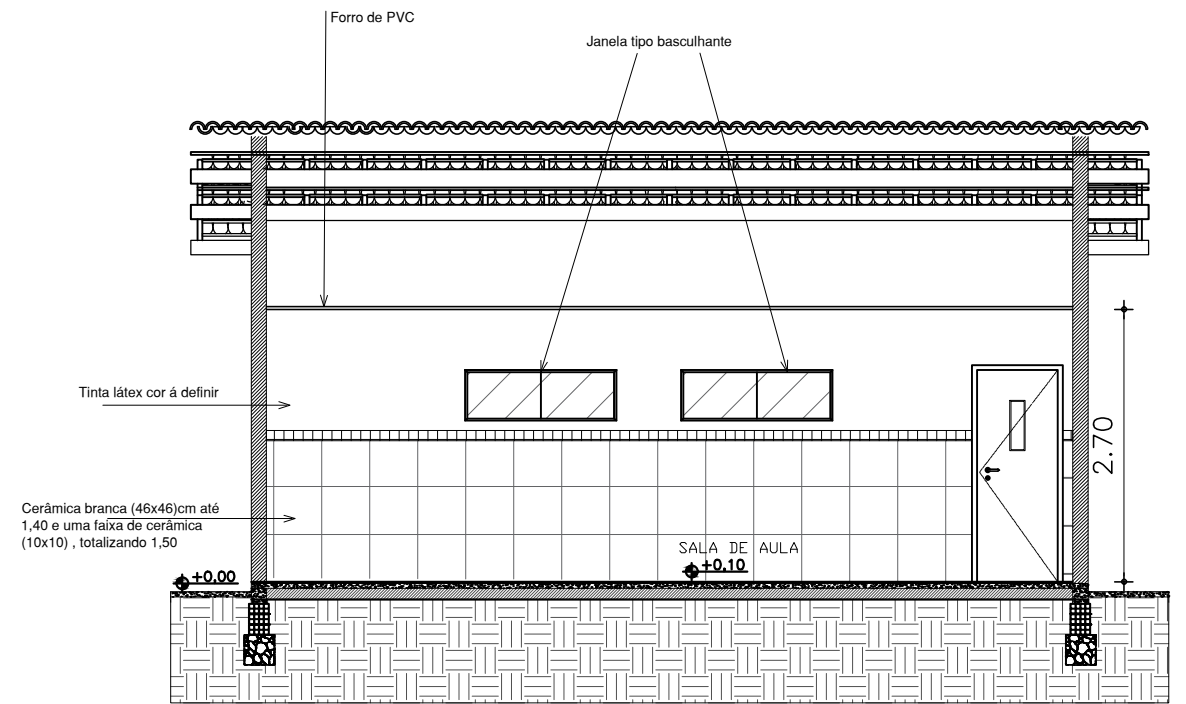 Forro de PVC
Janela tipo basculhante
Tinta látex cor á definir
2.70
Cerâmica branca (46x46)cm até
1,40 e uma faixa de cerâmica
(10x10) , totalizando 1,50
SALA DE AULA
+0.10
+0.00